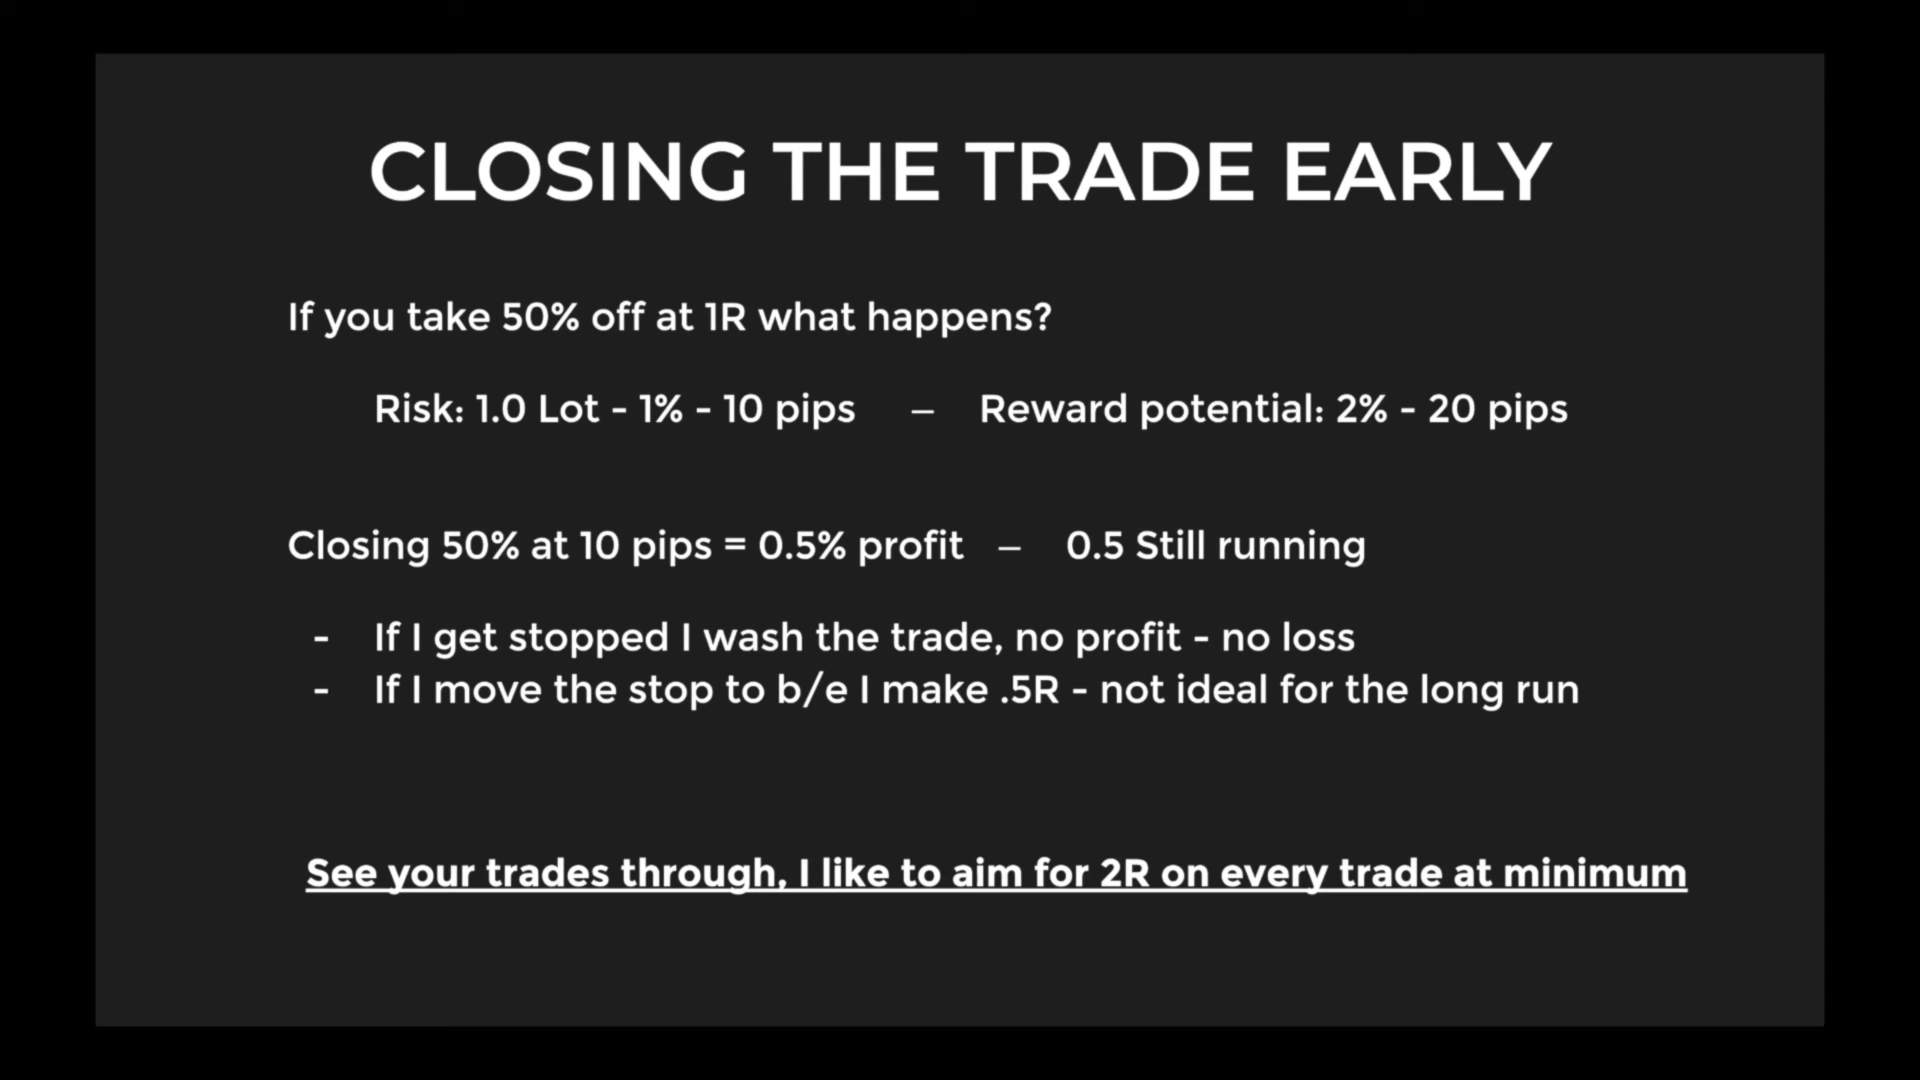 CLOSING THE TRADE EARLY
If you take 50% off at 1R what happens?
Risk: 1.0 Lot - 1% - 10 pips – Reward potential: 2% - 20 pips
Closing 50% at 10 pips = 0.5% profit – 0.5 Still running
- If I get stopped I wash the trade, no profit - no loss
- If I move the stop to b/e I make .5R - not ideal for the long run
See your trades through, I like to aim for 2R on every trade at minimum